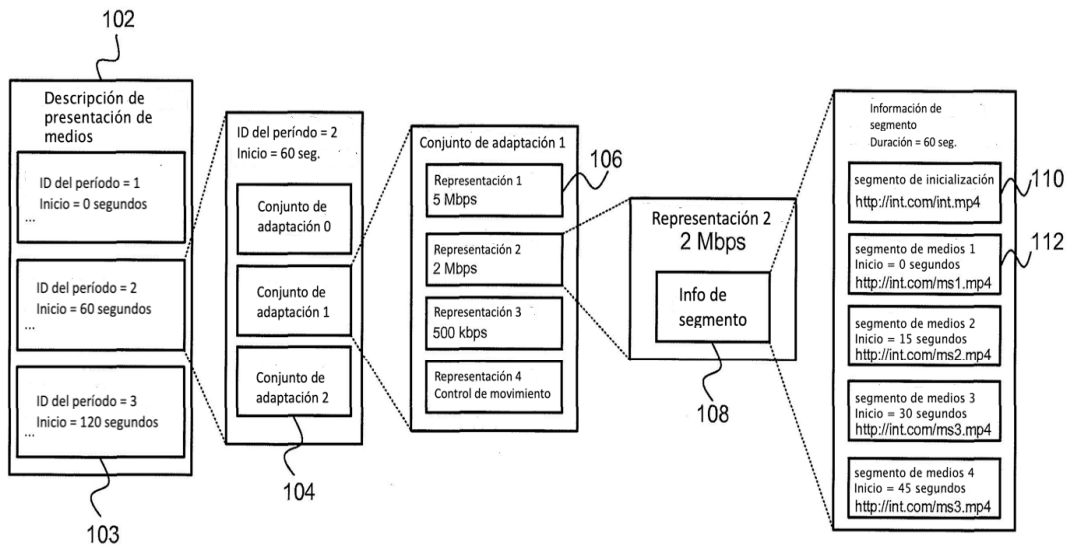 102
Descripción de
presentación de
medios
ID del período = 1
Inicio = 0 segundos
...
ID del período = 2
Inicio = 60 segundos
...
ID del período = 3
Inicio = 120 segundos
...
103
ID del períndo = 2
Inicio = 60 seg.
Conjunto de
adaptación 0
Conjunto de
adaptación 1
Conjunto de
adaptación 2
104
Conjunto de adaptación 1
Representación 1
5 Mbps
106
Representación 2
2 Mbps
Representación 3
500 kbps
Representación 4
Control de movimiento
Representación 2
2 Mbps
Info de
segmento
108
Información de
segmento
Duración = 60 seg.
segmento de inicialización
http://int.com/int.mp4
110
segmento de medios 1
Inicio = 0 segundos
http://int.com/ms1.mp4
112
segmento de medios 2
Inicio = 15 segundos
http://int.com/ms2.mp4
segmento de medios 3
Inicio = 30 segundos
http://int.com/ms3.mp4
segmento de medios 4
Inicio = 45 segundos
http://int.com/ms3.mp4